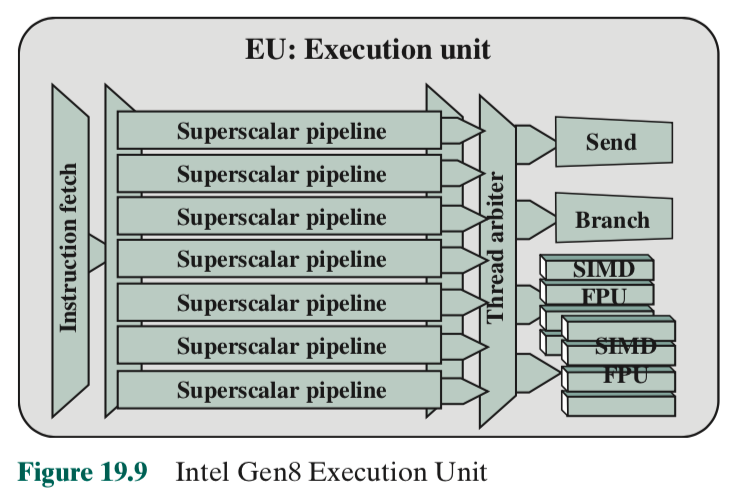 EU: Execution unit
Instruction fetch
Superscalar pipeline
Superscalar pipeline
Superscalar pipeline
Superscalar pipeline
Superscalar pipeline
Superscalar pipeline
Superscalar pipeline
Thread arbiter
Send
Branch
SIMD
FPU
SIMD
FPU
Figure 19.9 Intel Gen8 Execution Unit